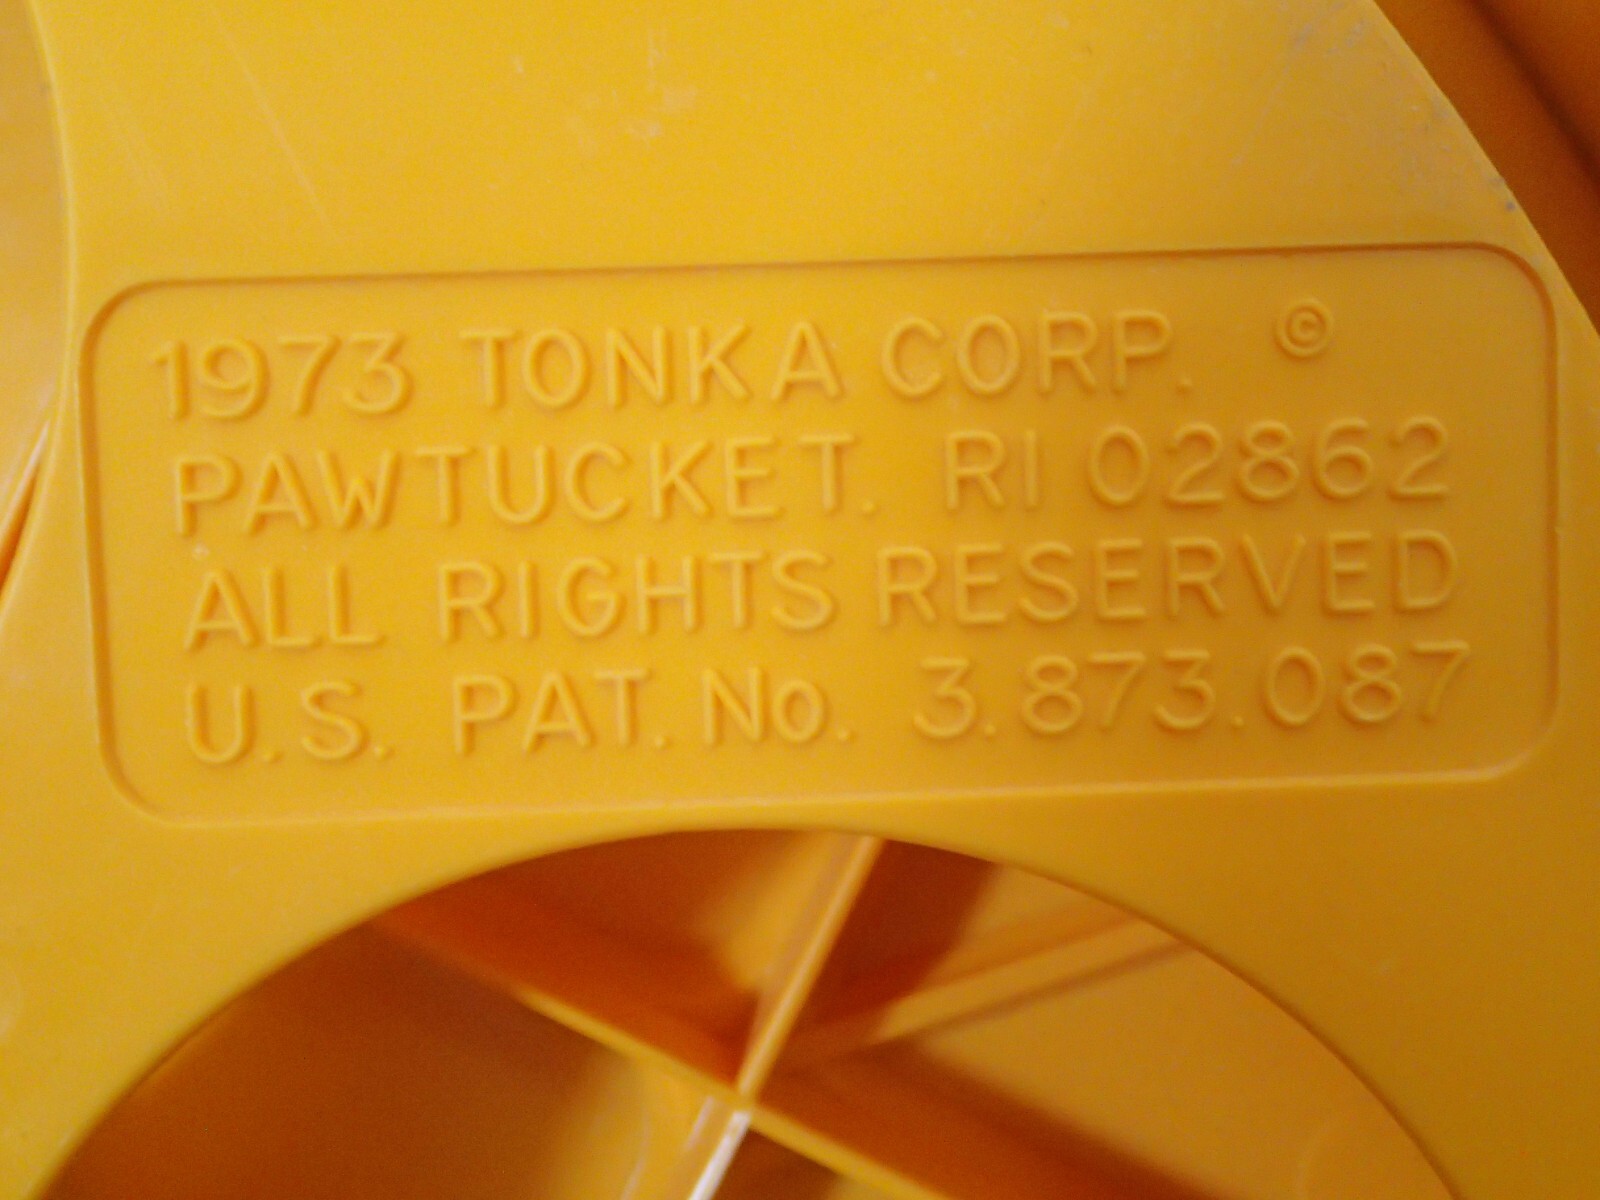 1973 TONKA CORP. ©
PAWTUCKET. RI 02862
ALL RIGHTS RESERVED
U.S. PAT. No. 3.873.087